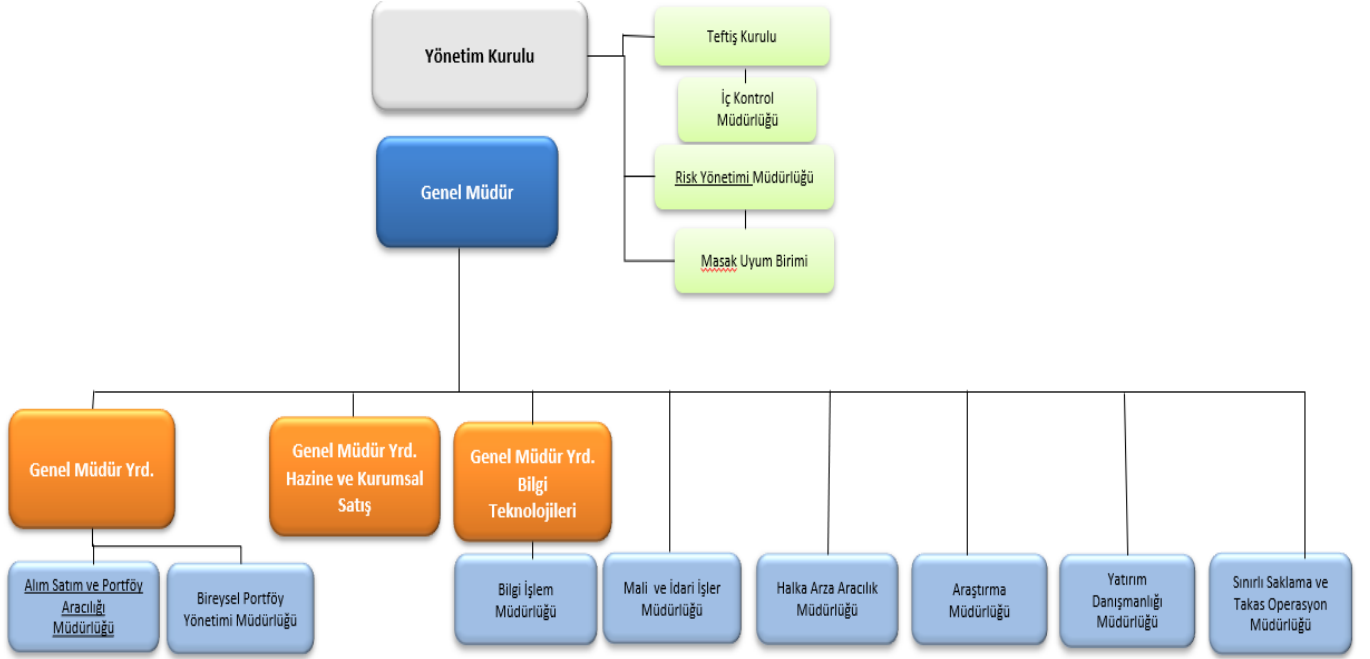 Yönetim Kurulu
Teftiş Kurulu
İç Kontrol
Müdürlüğü
Risk Yönetimi Müdürlüğü
Masak Uyum Birimi
Genel Müdür
Genel Müdür Yrd.
Genel Müdür Yrd.
Hazine ve Kurumsal
Satış
Genel Müdür Yrd.
Bilgi
Teknolojileri
Alım Satım ve Portföy
Aracılığı
Müdürlüğü
Bireysel Portföy
Yönetimi Müdürlüğü
Bilgi İşlem
Müdürlüğü
Mali ve İdari İşler
Müdürlüğü
Halka Arza Aracılık
Müdürlüğü
Araştırma
Müdürlüğü
Yatırım
Danışmanlığı
Müdürlüğü
Sınırlı Saklama ve
Takas Operasyon
Müdürlüğü